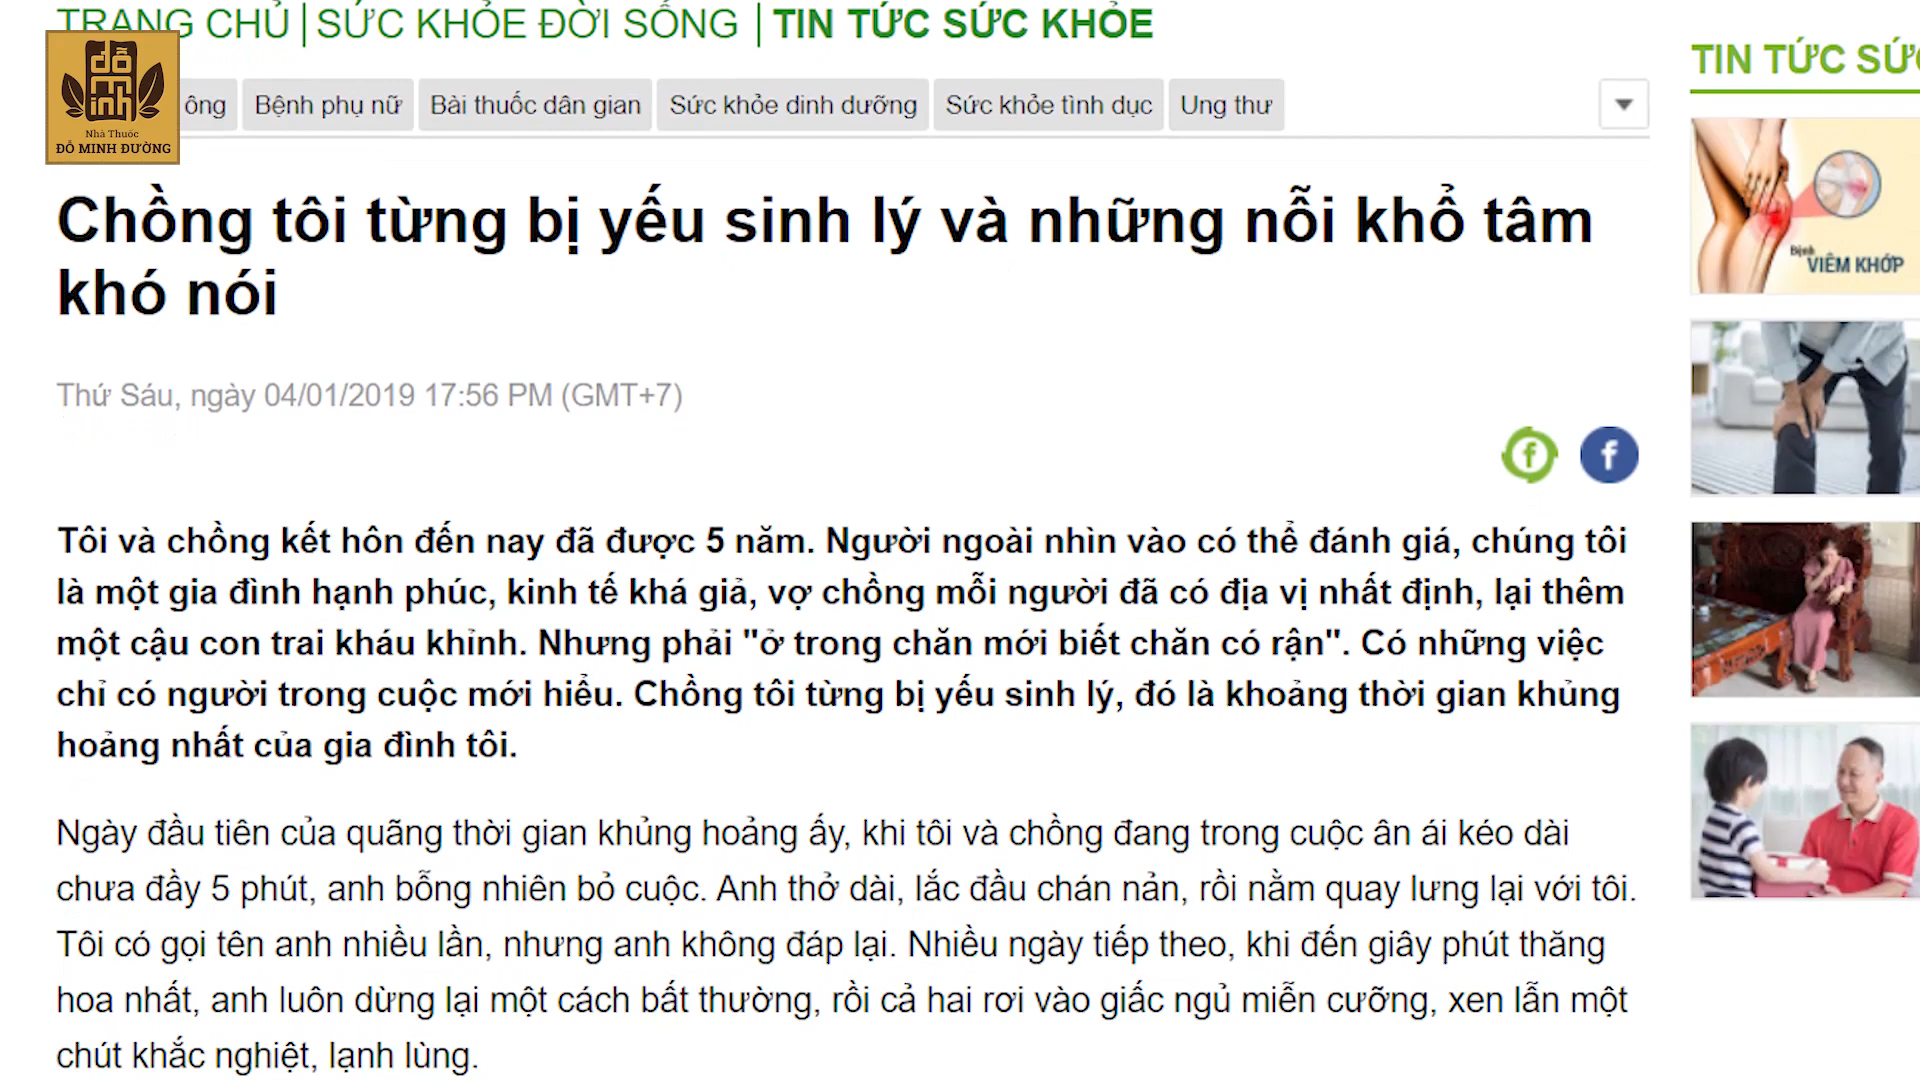 TRANG CHỦ | SỨC KHỎE ĐỜI SỐNG | TIN TỨC SỨC KHỎE
đỗ
minh
Nhà Thuốc
ĐỖ MINH ĐƯỜNG
ông
Bệnh phụ nữ
Bài thuốc dân gian
Sức khỏe dinh dưỡng
Sức khỏe tình dục
Ung thư
Chồng tôi từng bị yếu sinh lý và những nỗi khổ tâm
khó nói
Thứ Sáu, ngày 04/01/2019 17:56 PM (GMT+7)
Tôi và chồng kết hôn đến nay đã được 5 năm. Người ngoài nhìn vào có thể đánh giá, chúng tôi
là một gia đình hạnh phúc, kinh tế khá giả, vợ chồng mỗi người đã có địa vị nhất định, lại thêm
một cậu con trai kháu khỉnh. Nhưng phải "ở trong chăn mới biết chăn có rận". Có những việc
chỉ có người trong cuộc mới hiểu. Chồng tôi từng bị yếu sinh lý, đó là khoảng thời gian khủng
hoảng nhất của gia đình tôi.
Ngày đầu tiên của quãng thời gian khủng hoảng ấy, khi tôi và chồng đang trong cuộc ân ái kéo dài
chưa đầy 5 phút, anh bỗng nhiên bỏ cuộc. Anh thở dài, lắc đầu chán nản, rồi nằm quay lưng lại với tôi.
Tôi có gọi tên anh nhiều lần, nhưng anh không đáp lại. Nhiều ngày tiếp theo, khi đến giây phút thăng
hoa nhất, anh luôn dừng lại một cách bất thường, rồi cả hai rơi vào giấc ngủ miễn cưỡng, xen lẫn một
chút khắc nghiệt, lạnh lùng.
TIN TỨC SỨC
Bệnh
VIÊM KHỚP